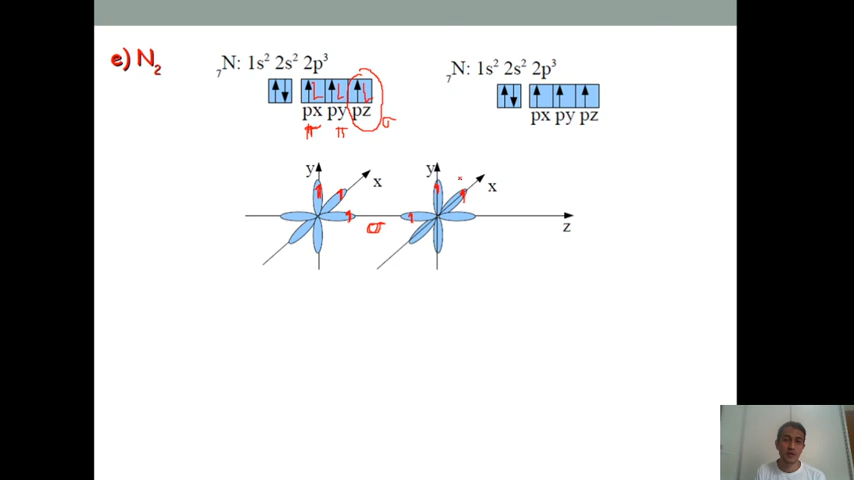 e) N₂
₇N: 1s² 2s² 2p³
px py pz
π π σ
₇N: 1s² 2s² 2p³
px py pz
y
x
σ
y
x
z